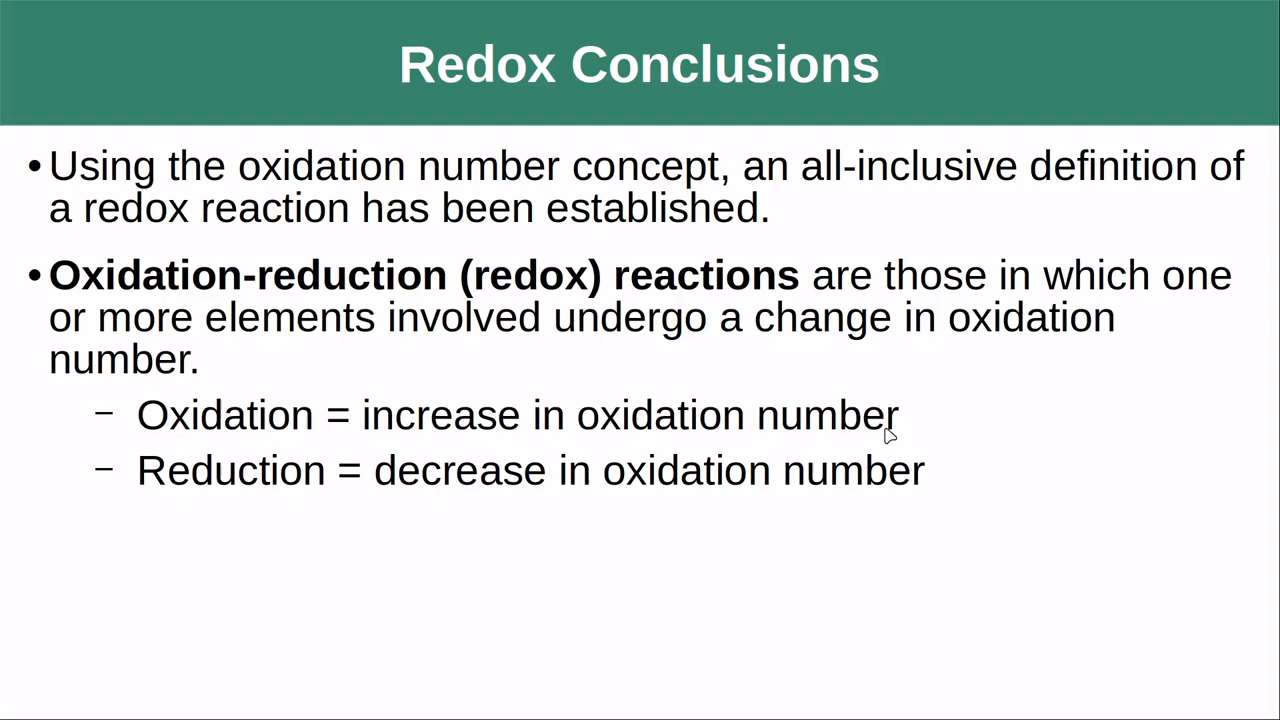 Redox Conclusions
•Using the oxidation number concept, an all-inclusive definition of
a redox reaction has been established.
•Oxidation-reduction (redox) reactions are those in which one
or more elements involved undergo a change in oxidation
number.
– Oxidation = increase in oxidation number
– Reduction = decrease in oxidation number